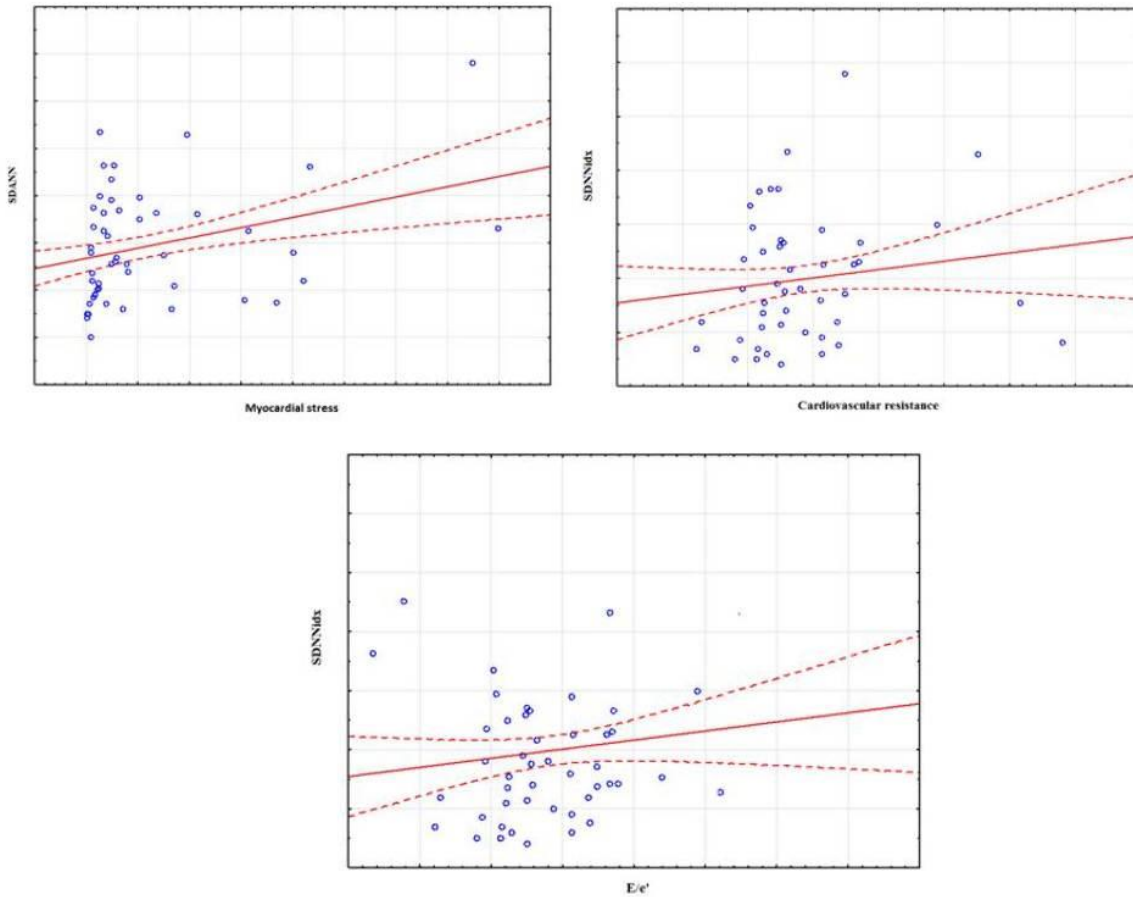 SDANN
Myocardial stress
SDNNidx
Cardiovascular resistance
SDNNidx
E/e'